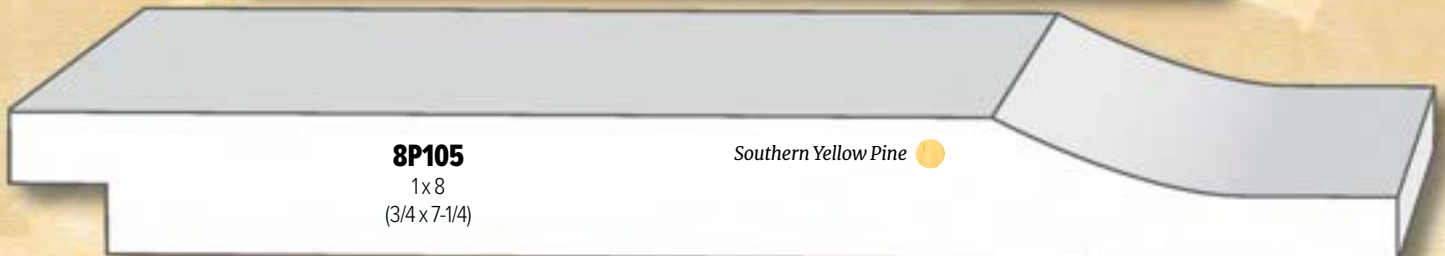 8P105
1 x 8
(3/4 x 7-1/4)
Southern Yellow Pine